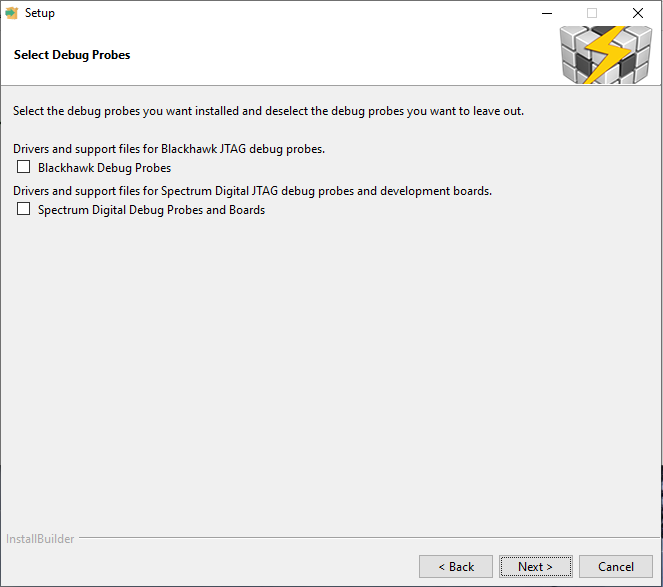 Setup
Select Debug Probes
Select the debug probes you want installed and deselect the debug probes you want to leave out.
Drivers and support files for Blackhawk JTAG debug probes.
Blackhawk Debug Probes
Drivers and support files for Spectrum Digital JTAG debug probes and development boards.
Spectrum Digital Debug Probes and Boards
InstallBuilder
< Back
Next >
Cancel